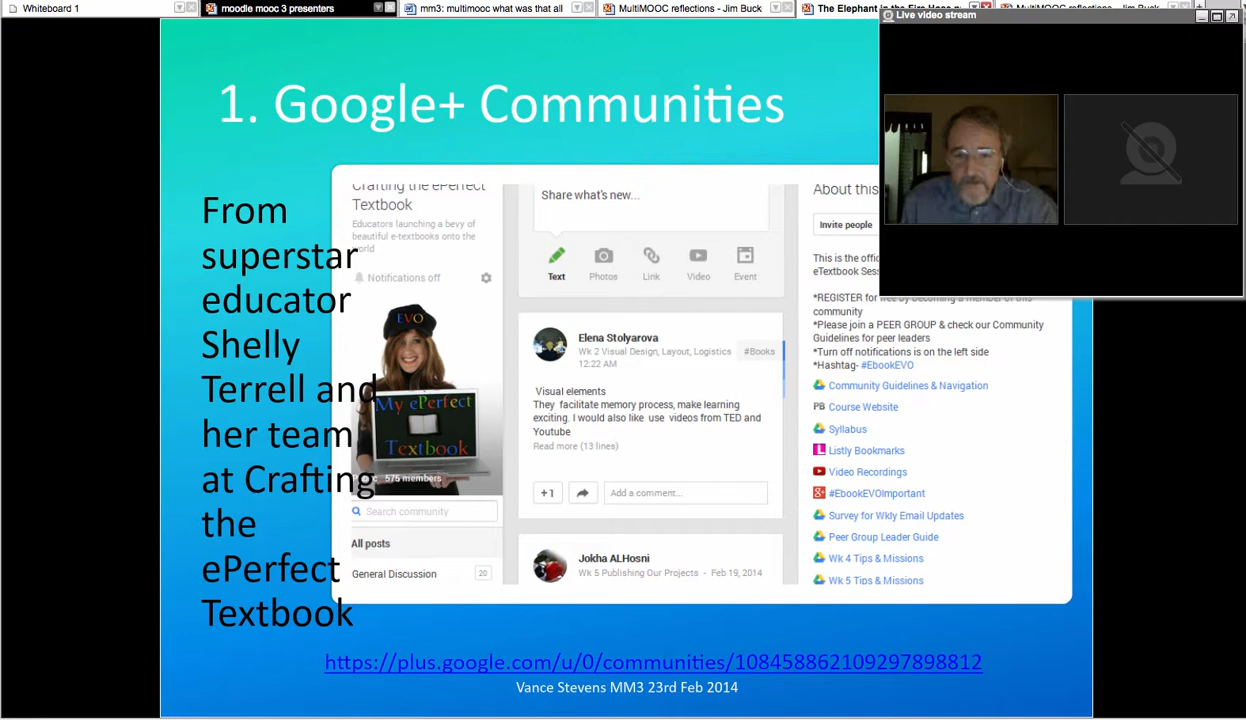 Whiteboard 1
moodle mooc 3 presenters
mm3: multimooc what was that all
MultiMOOC reflections - Jim Buck
The Elephant in the Fire Hose
MultiMOOC reflections - Jim Buck
Live video stream
1. Google+ Communities
From
superstar
educator
Shelly
Terrell and
her team
at Crafting
the
ePerfect
Textbook
Crafting the ePerfect
Textbook
Educators launching a bevy of
beautiful e-textbooks onto the
world
Notifications off
EVO
My ePerfect
Textbook
575 members
Search community
All posts
General Discussion 20
Share what's new...
Text Photos Link Video Event
Elena Stolyarova
Wk 2 Visual Design, Layout, Logistics #Books
12:22 AM
Visual elements
They facilitate memory process, make learning
exciting. I would also like use videos from TED and
Youtube
Read more (13 lines)
+1 Add a comment...
Jokha ALHosni
Wk 5 Publishing Our Projects - Feb 19, 2014
About this
Invite people
This is the offic
eTextbook Sess
*REGISTER for free by becoming a member of this
community
*Please join a PEER GROUP & check our Community
Guidelines for peer leaders
*Turn off notifications is on the left side
*Hashtag- #EbookEVO
Community Guidelines & Navigation
PB Course Website
Syllabus
Listly Bookmarks
Video Recordings
#EbookEVOImportant
Survey for Wkly Email Updates
Peer Group Leader Guide
Wk 4 Tips & Missions
Wk 5 Tips & Missions
https://plus.google.com/u/0/communities/108458862109297898812
Vance Stevens MM3 23rd Feb 2014